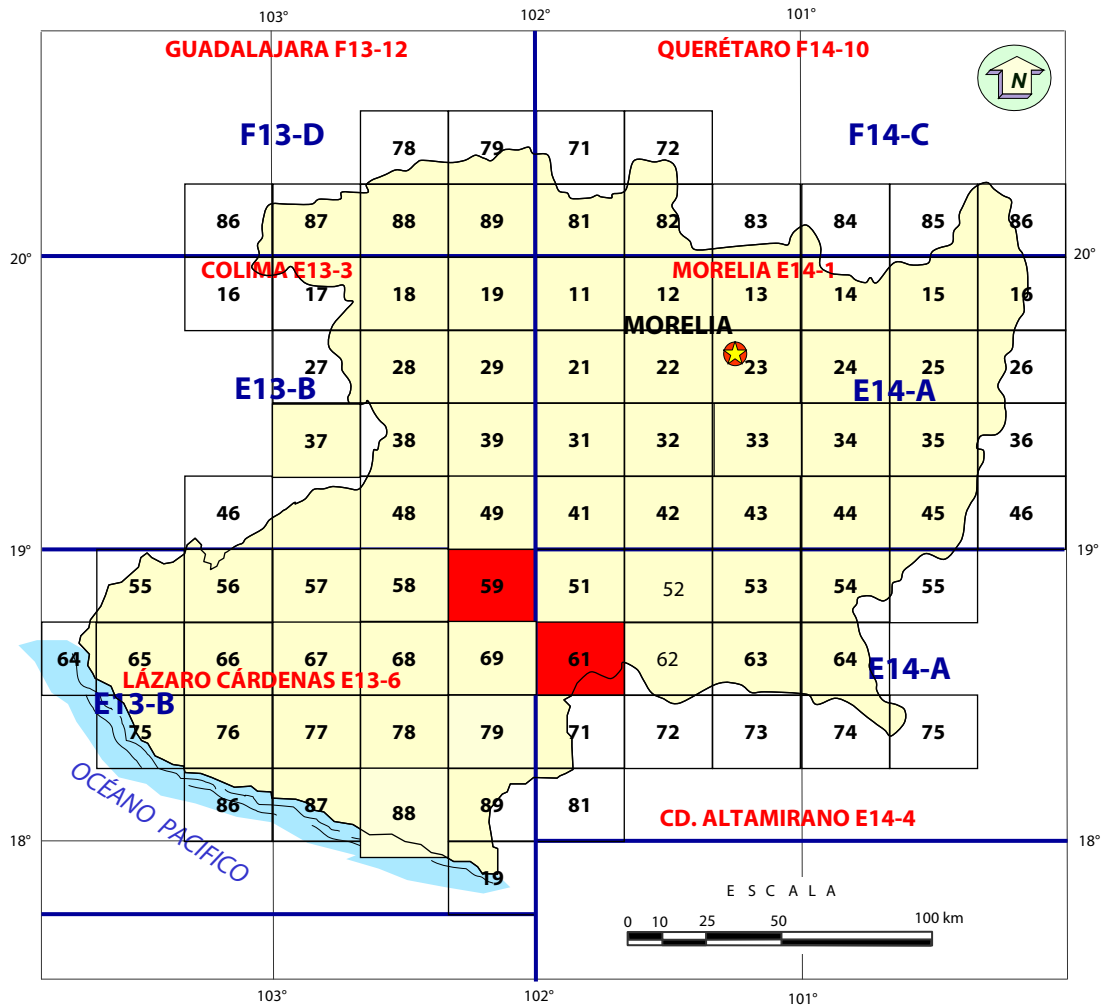 103° 102° 101°
GUADALAJARA F13-12 QUERÉTARO F14-10
N
F13-D F14-C
78 79 71 72
86 87 88 89 81 82 83 84 85 86
20° 20°
COLIMA E13-3 MORELIA E14-1
16 17 18 19 11 12 13 14 15 16
MORELIA
27 28 29 21 22 23 24 25 26
E13-B E14-A
37 38 39 31 32 33 34 35 36
46 48 49 41 42 43 44 45 46
19° 19°
55 56 57 58 59 51 52 53 54 55
64 65 66 67 68 69 61 62 63 64
E14-A
LÁZARO CÁRDENAS E13-6
E13-B
75 76 77 78 79 71 72 73 74 75
OCÉANO PACIFICO
86 87 88 89 81
CD. ALTAMIRANO E14-4
18° 18°
19
E S C A L A
0 10 25 50 100 km
103° 102° 101°